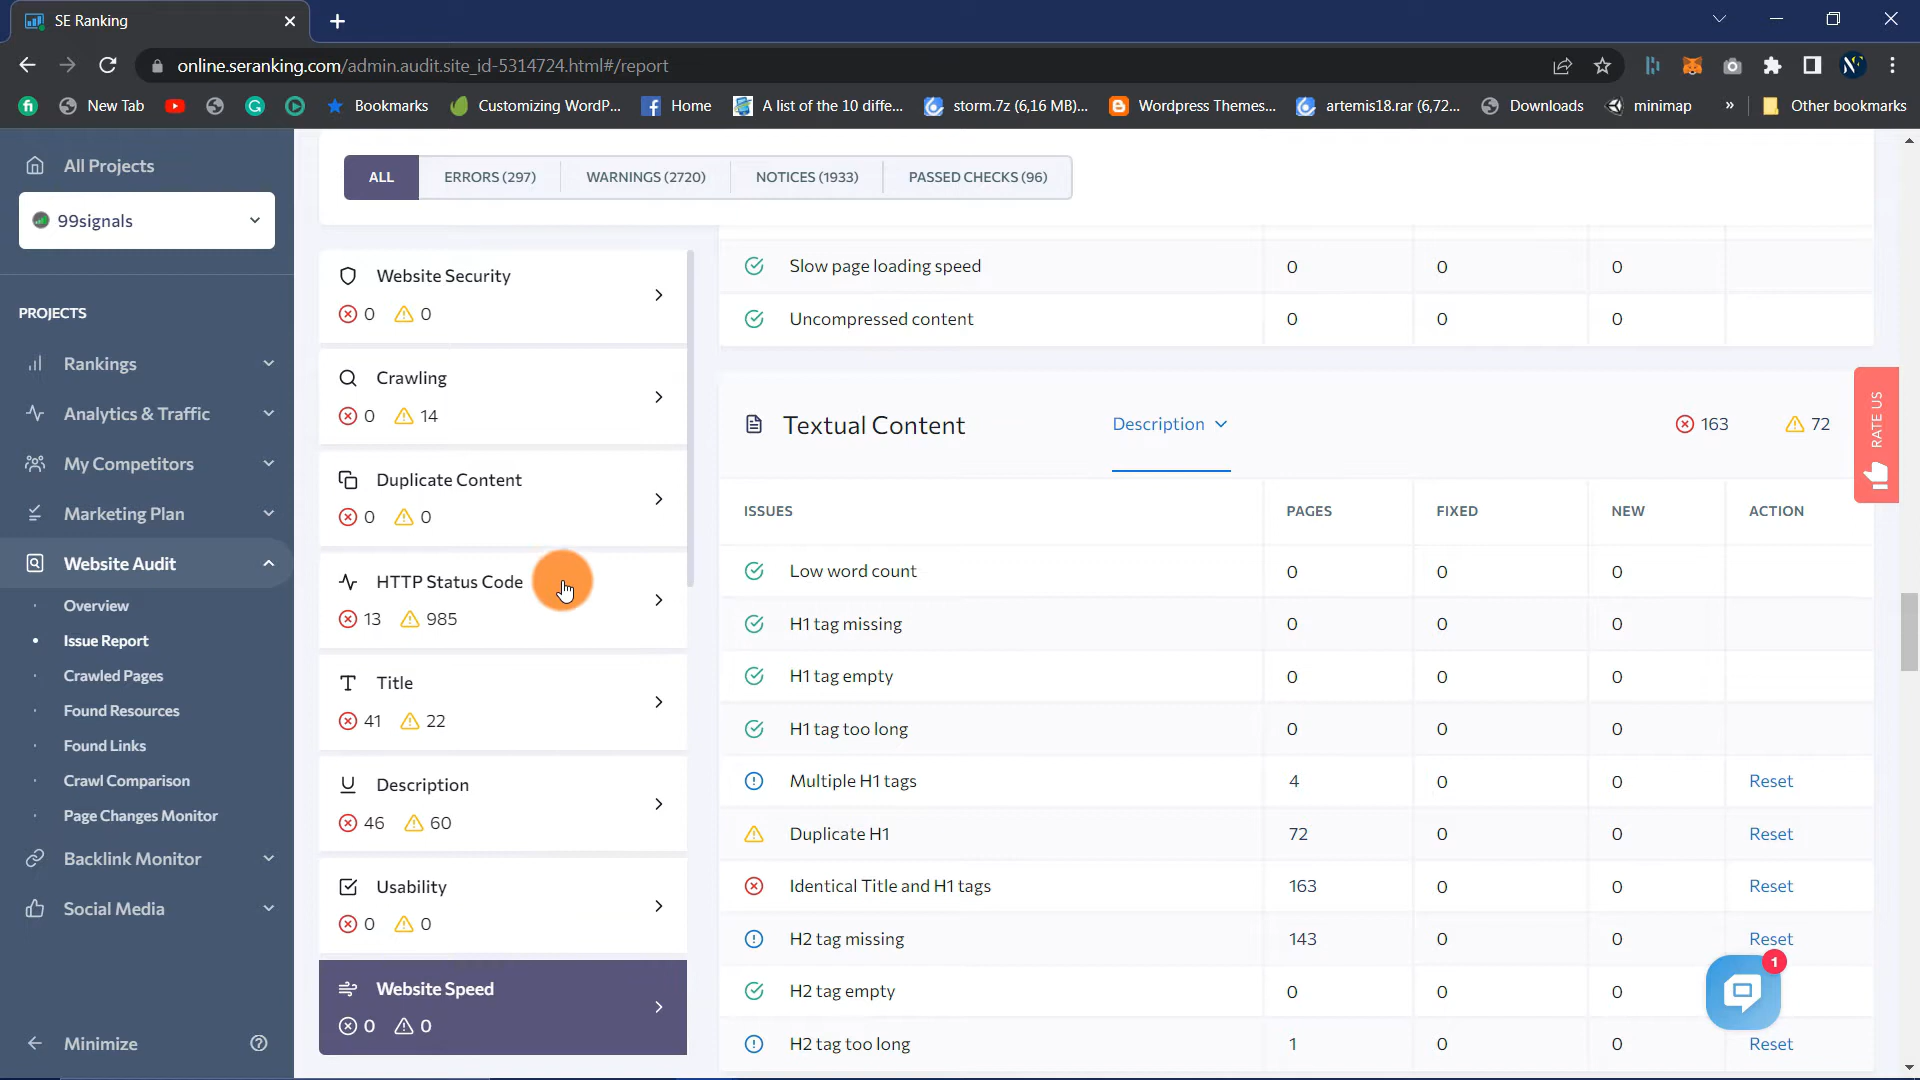 SE Ranking
online.seranking.com/admin.audit.site_id-5314724.html#/report
New Tab
Bookmarks
Customizing WordP...
Home
A list of the 10 diffe...
storm.7z (6,16 MB)...
Wordpress Themes...
artemis18.rar (6,72...
Downloads
minimap
»
Other bookmarks
All Projects
99signals
PROJECTS
Rankings
Analytics & Traffic
My Competitors
Marketing Plan
Website Audit
Overview
Issue Report
Crawled Pages
Found Resources
Found Links
Crawl Comparison
Page Changes Monitor
Backlink Monitor
Social Media
Minimize
ALL ERRORS (297) WARNINGS (2720) NOTICES (1933) PASSED CHECKS (96)
Website Security
0 0
Crawling
0 14
Duplicate Content
0 0
HTTP Status Code
13 985
Title
41 22
Description
46 60
Usability
0 0
Website Speed
0 0
Slow page loading speed 0 0 0
Uncompressed content 0 0 0
Textual Content Description 163 72
ISSUES PAGES FIXED NEW ACTION
Low word count 0 0 0
H1 tag missing 0 0 0
H1 tag empty 0 0 0
H1 tag too long 0 0 0
Multiple H1 tags 4 0 0 Reset
Duplicate H1 72 0 0 Reset
Identical Title and H1 tags 163 0 0 Reset
H2 tag missing 143 0 0 Reset
H2 tag empty 0 0 0
H2 tag too long 1 0 0 Reset
RATE US
1